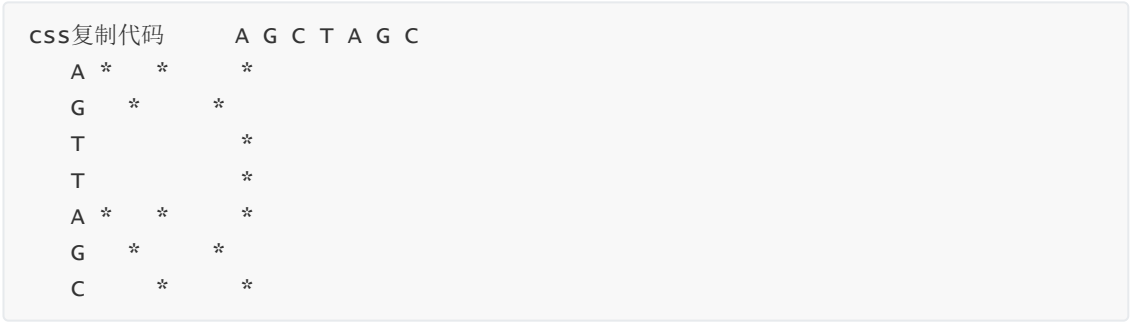 css复制代码     A G C T A G C
   A *   *     *
   G   *     *
   T           *
   T           *
   A *   *     *
   G   *     *
   C     *     *